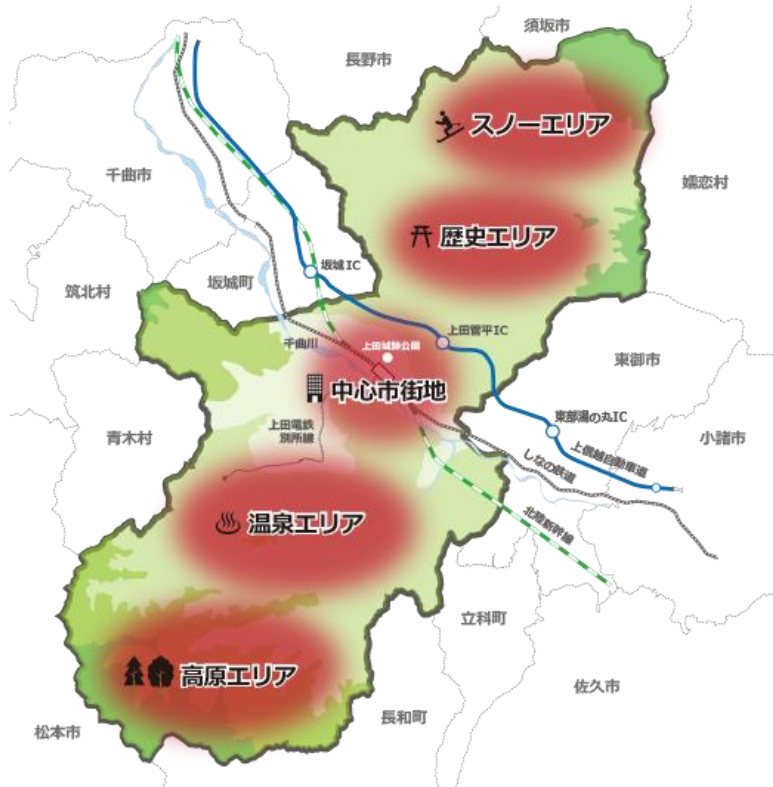 須坂市
長野市
スノーエリア
千曲市
嬬恋村
歴史エリア
坂城IC
坂城町
筑北村
上田菅平IC
千曲川
上田城跡公園
東御市
中心市街地
東部湯の丸IC
上田電鉄
別所線
青木村
小諸市
上信越自動車道
しなの鉄道
温泉エリア
北陸新幹線
立科町
高原エリア
佐久市
長和町
松本市